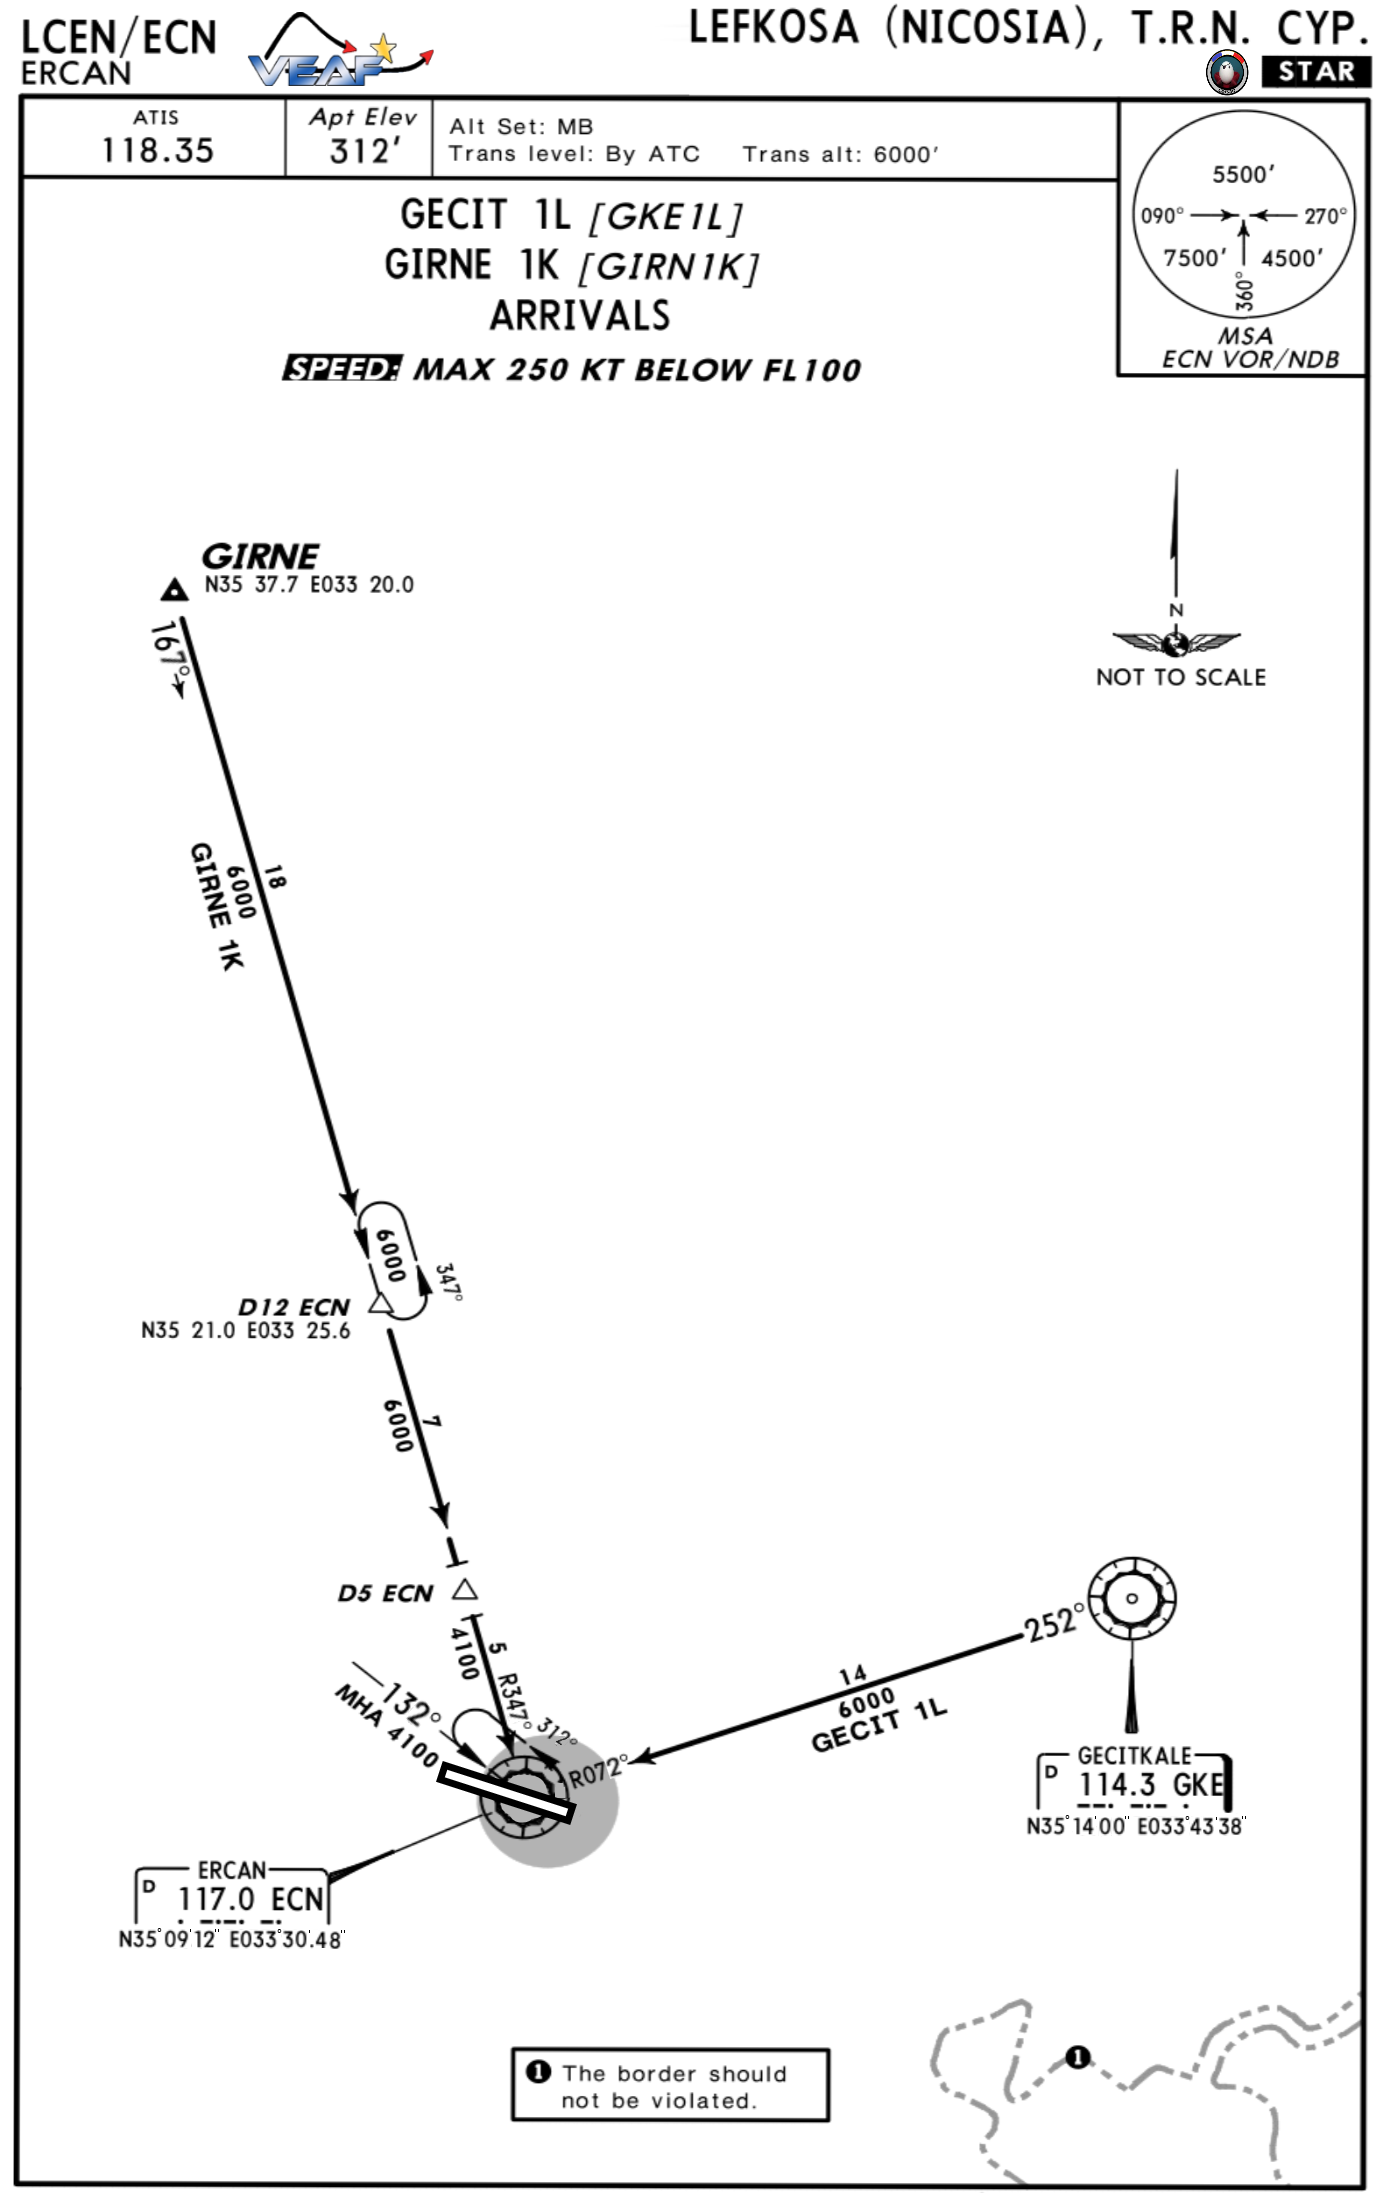 LCEN/ECN
ERCAN
VEAF
LEFKOSA (NICOSIA), T.R.N. CYP.
STAR
ATIS
118.35
Apt Elev
312'
Alt Set: MB
Trans level: By ATC Trans alt: 6000'
5500'
090° 270°
7500' 4500'
360°
MSA
ECN VOR/NDB
GECIT 1L [GKE1L]
GIRNE 1K [GIRN1K]
ARRIVALS
SPEED: MAX 250 KT BELOW FL100
N
NOT TO SCALE
GIRNE
N35 37.7 E033 20.0
167°
18
6000
GIRNE 1K
6000
347°
D12 ECN
N35 21.0 E033 25.6
7
6000
D5 ECN
5
4100
R347°
132°
MHA 4100
312°
R072°
252°
14
6000
GECIT 1L
GECITKALE
D 114.3 GKE
N35°14'00" E033°43'38"
ERCAN
D 117.0 ECN
N35°09'12" E033°30.'48"
1 The border should
not be violated.
1